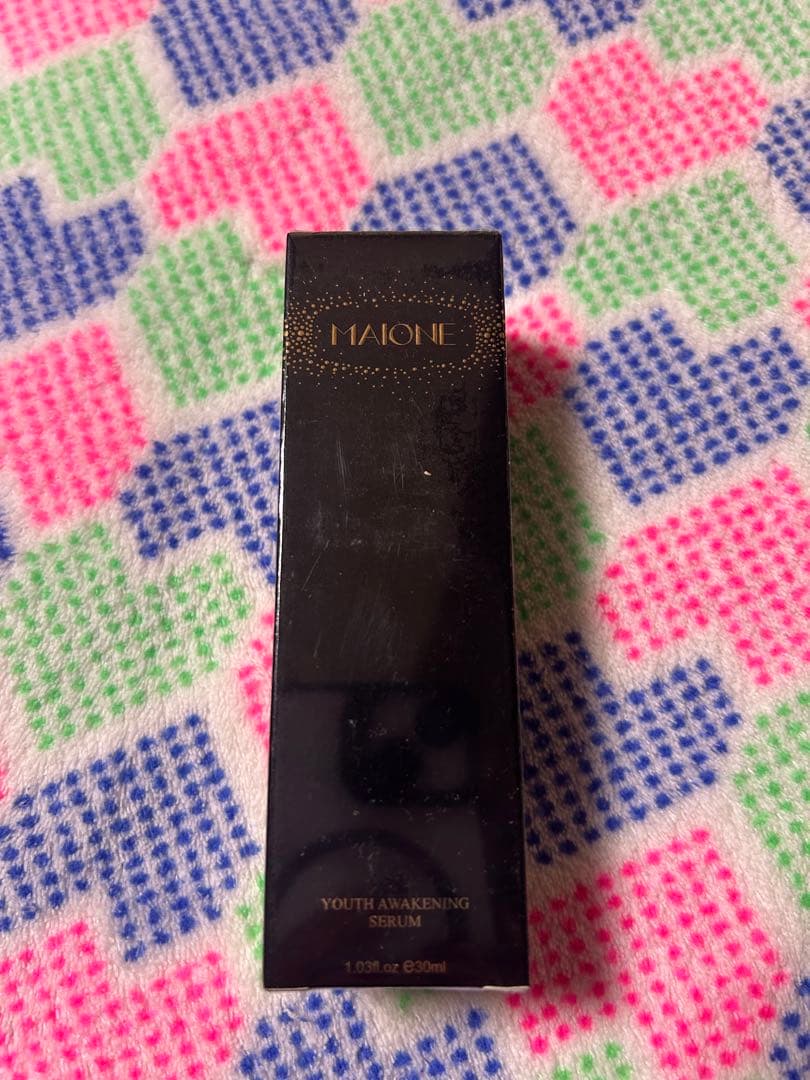 MAIONE
YOUTH AWAKENING
SERUM
1.03fl.oz ℮30ml